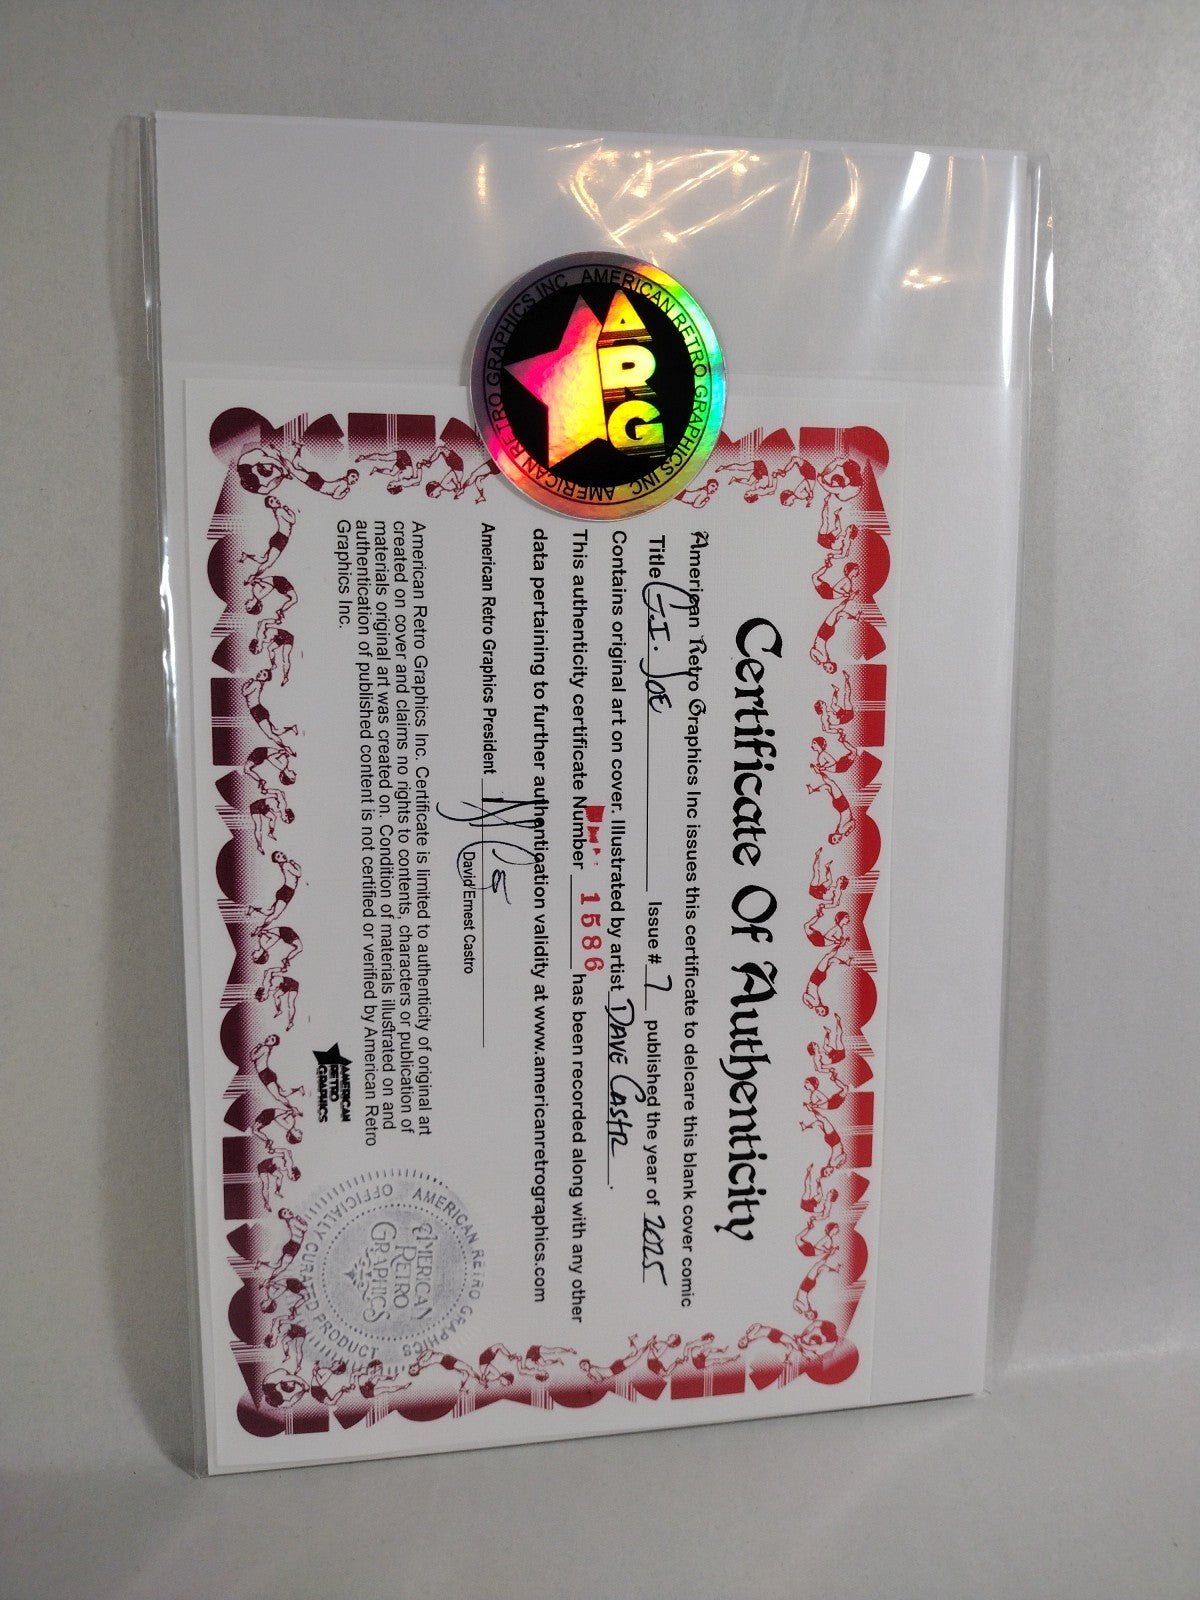 AMERICAN RETRO GRAPHICS INC AMERICAN RETRO GRAPHICS INC
ARG
Certificate Of Authenticity
American Retro Graphics Inc issues this certificate to delcare this blank cover comic
Title G.I. JOE Issue # 7 published the year of 2025
Contains original art on cover. Illustrated by artist DAVE CASTR.
This authenticity certificate Number 1586 has been recorded along with any other
data pertaining to further authentication validity at www.americanretrographics.com
American Retro Graphics President
David Ernest Castro
American Retro Graphics Inc. Certificate is limited to authenticity of original art
created on cover and claims no rights to contents, characters or publication of
materials original art was created on. Condition of materials illustrated on and
authentication of published content is not certified or verified by American Retro
Graphics Inc.
AMERICAN
RETRO
GRAPHICS
AMERICAN RETRO GRAPHICS
OFFICIALLY CURATED PRODUCT
AMERICAN
RETRO
GRAPHICS